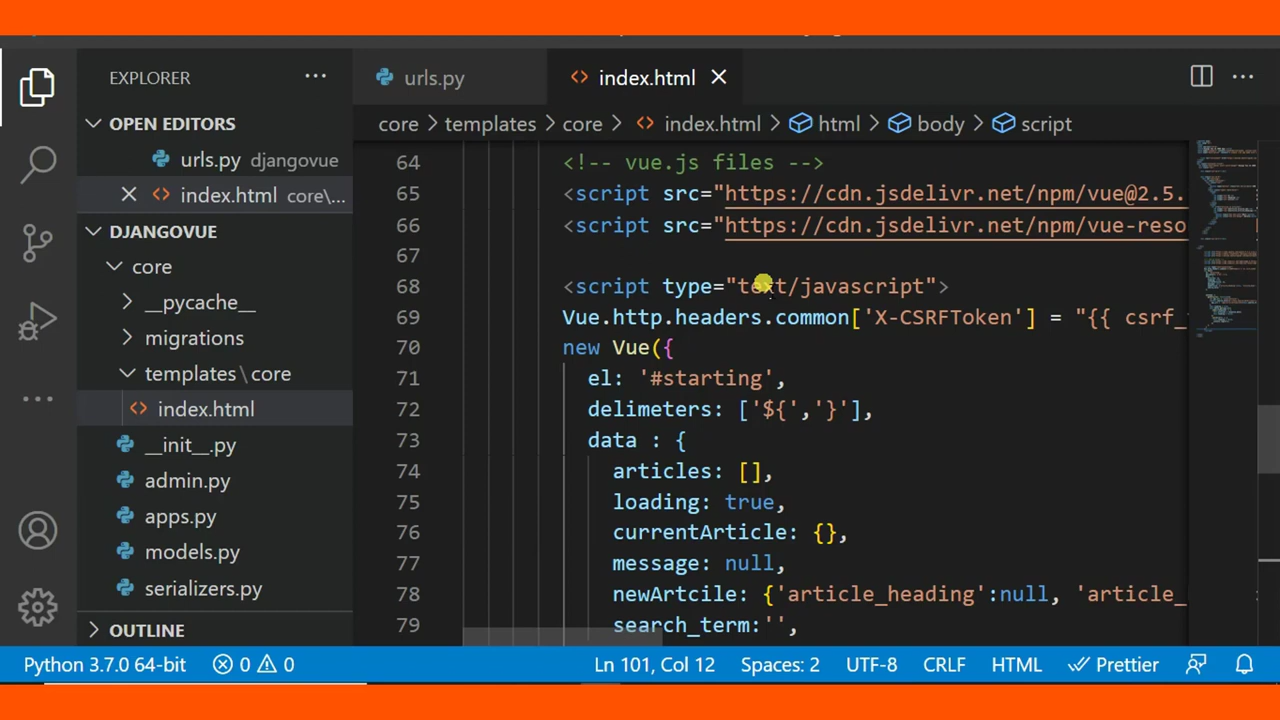 EXPLORER
OPEN EDITORS
urls.py djangovue
index.html core\...
DJANGOVUE
core
__pycache__
migrations
templates\core
index.html
__init__.py
admin.py
apps.py
models.py
serializers.py
OUTLINE
urls.py
index.html
core > templates > core > index.html > html > body > script
64 <!-- vue.js files -->
65 <script src="https://cdn.jsdelivr.net/npm/vue@2.5.
66 <script src="https://cdn.jsdelivr.net/npm/vue-reso
67
68 <script type="text/javascript">
69 Vue.http.headers.common['X-CSRFToken'] = "{{ csrf_
70 new Vue({
71 el: '#starting',
72 delimeters: ['${','}'],
73 data : {
74 articles: [],
75 loading: true,
76 currentArticle: {},
77 message: null,
78 newArtcile: {'article_heading':null, 'article_
79 search_term:'',
Python 3.7.0 64-bit 0 0 Ln 101, Col 12 Spaces: 2 UTF-8 CRLF HTML Prettier